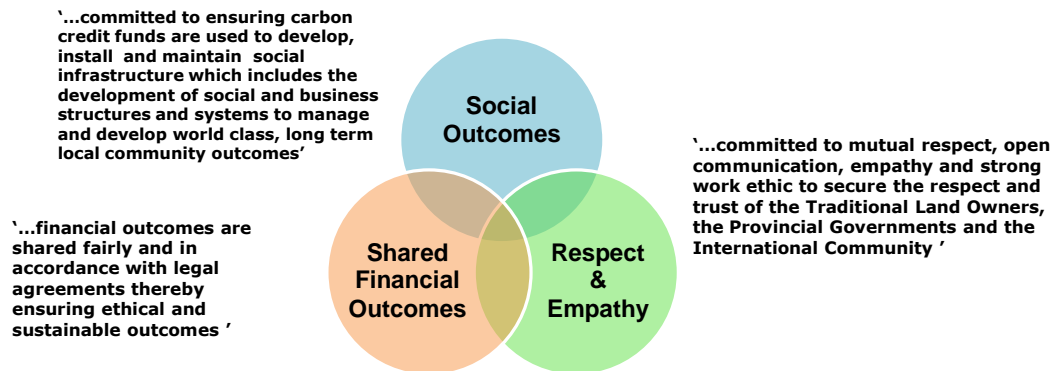 ‘…committed to ensuring carbon
credit funds are used to develop,
install and maintain social
infrastructure which includes the
development of social and business
structures and systems to manage
and develop world class, long term
local community outcomes’
Social
Outcomes
‘…committed to mutual respect, open
communication, empathy and strong
work ethic to secure the respect and
trust of the Traditional Land Owners,
the Provincial Governments and the
International Community ’
‘…financial outcomes are
shared fairly and in
accordance with legal
agreements thereby
ensuring ethical and
sustainable outcomes ’
Shared
Financial
Outcomes
Respect
&
Empathy